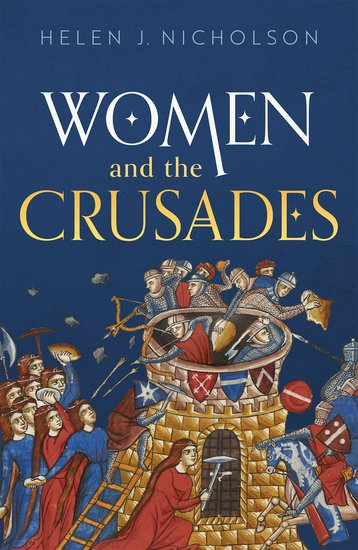 HELEN J. NICHOLSON
WOMEN
and the
CRUSADES